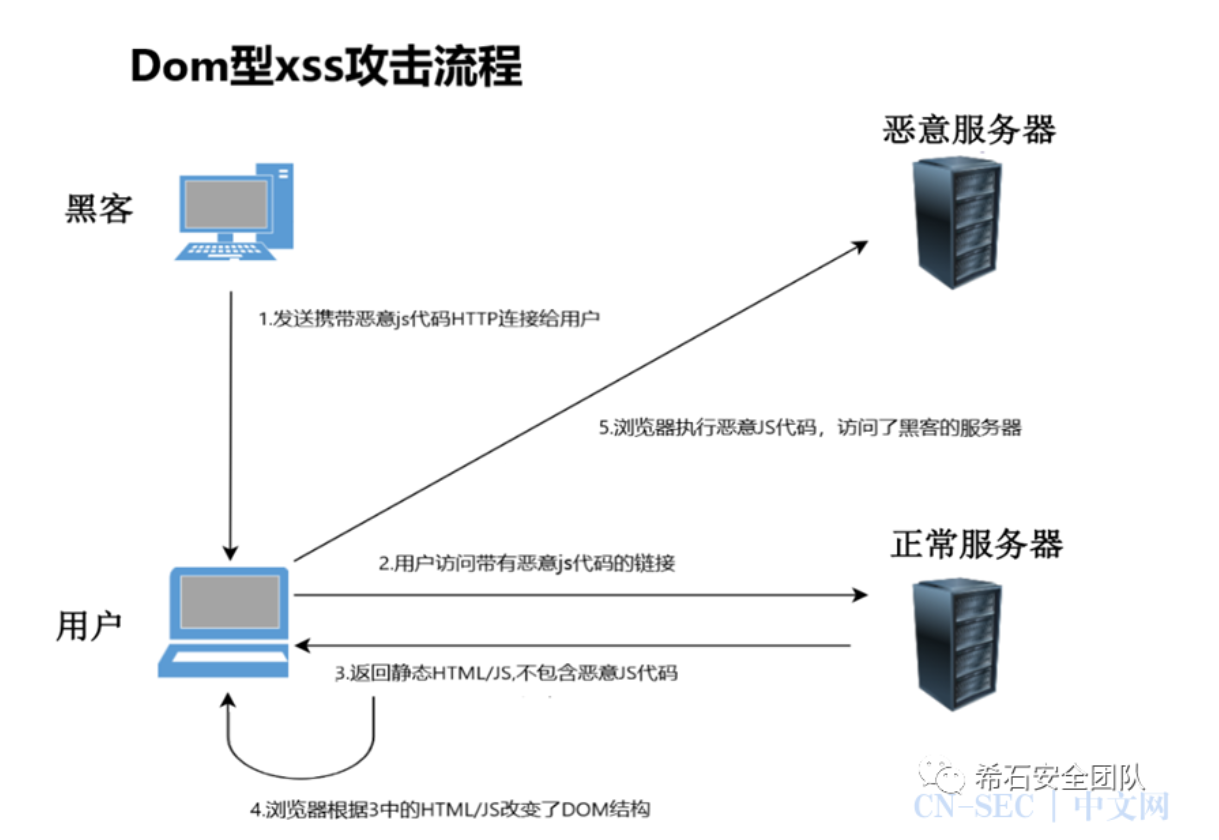 Dom型xss攻击流程
恶意服务器
黑客
1.发送携带恶意js代码HTTP连接给用户
5.浏览器执行恶意JS代码，访问了黑客的服务器
正常服务器
2.用户访问带有恶意js代码的链接
用户
3.返回静态HTML/JS,不包含恶意JS代码
4.浏览器根据3中的HTML/JS改变了DOM结构
希石安全团队
CN-SEC｜中文网